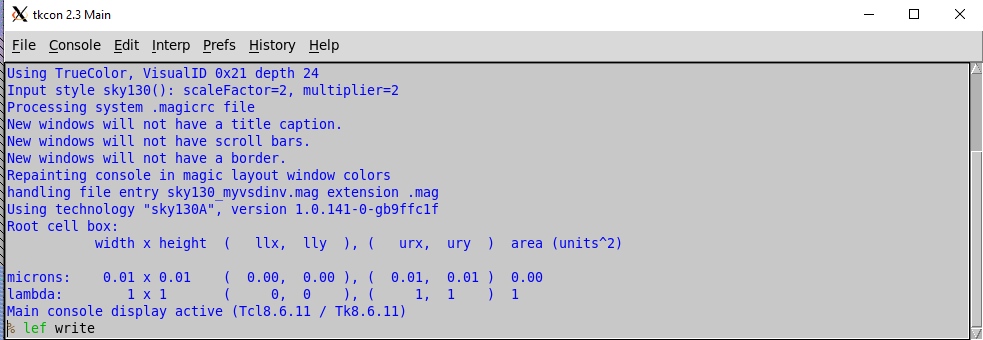 tkcon 2.3 Main
File Console Edit Interp Prefs History Help
Using TrueColor, VisualID 0x21 depth 24
Input style sky130(): scaleFactor=2, multiplier=2
Processing system .magicrc file
New windows will not have a title caption.
New windows will not have scroll bars.
New windows will not have a border.
Repainting console in magic layout window colors
handling file entry sky130_myvsdinv.mag extension .mag
Using technology "sky130A", version 1.0.141-0-gb9ffc1f
Root cell box:
width x height ( llx, lly ), ( urx, ury ) area (units^2)
microns: 0.01 x 0.01 ( 0.00, 0.00 ), ( 0.01, 0.01 ) 0.00
lambda: 1 x 1 ( 0, 0 ), ( 1, 1 ) 1
Main console display active (Tcl8.6.11 / Tk8.6.11)
% lef write